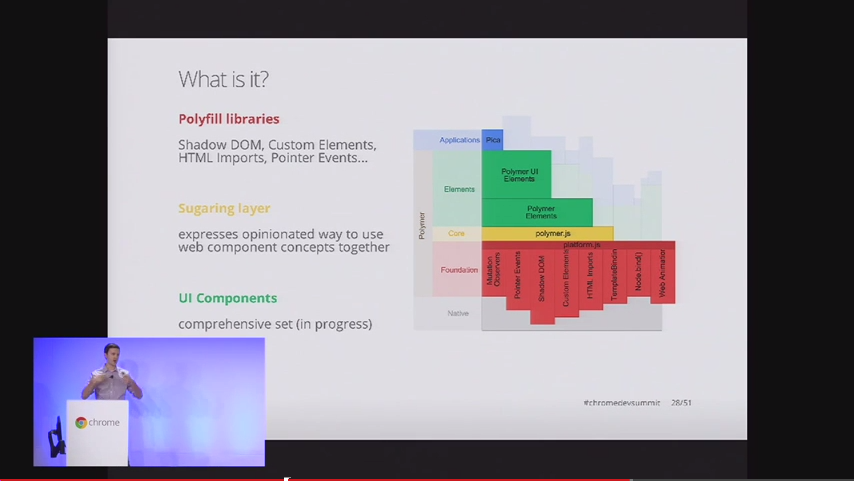 What is it?
Polyfill libraries
Shadow DOM, Custom Elements,
HTML Imports, Pointer Events...
Sugaring layer
expresses opinionated way to use
web component concepts together
UI Components
comprehensive set (in progress)
Applications
Pica
Polymer
Elements
Polymer UI
Elements
Polymer
Elements
Core
polymer.js
platform.js
Foundation
Mutation
Observers
Pointer Events
Shadow DOM
Custom Elements
HTML Imports
TemplateBindin
Node.bind()
Web Animation
Native
#chromedevsummit
28/51
chrome